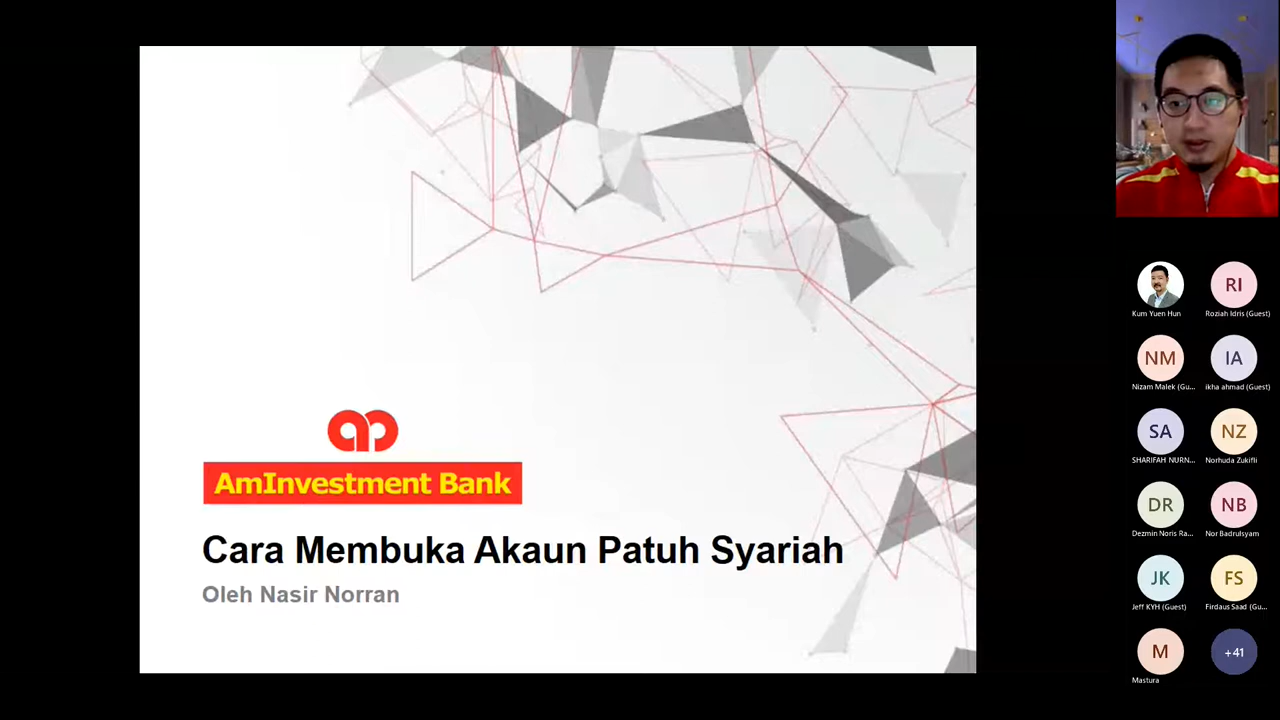 AmInvestment Bank
Cara Membuka Akaun Patuh Syariah
Oleh Nasir Norran
Kum Yuen Hun
RI
Roziah Idris (Guest)
NM
Nizam Malek (Gu...
IA
ikha ahmad (Guest)
SA
SHARIFAH NURN...
NZ
Norhuda Zukifli
DR
Dezmin Noris Ra...
NB
Nor Badrulsyam
JK
Jeff KYH (Guest)
FS
Firdaus Saad (Gu...
M
Mastura
+41